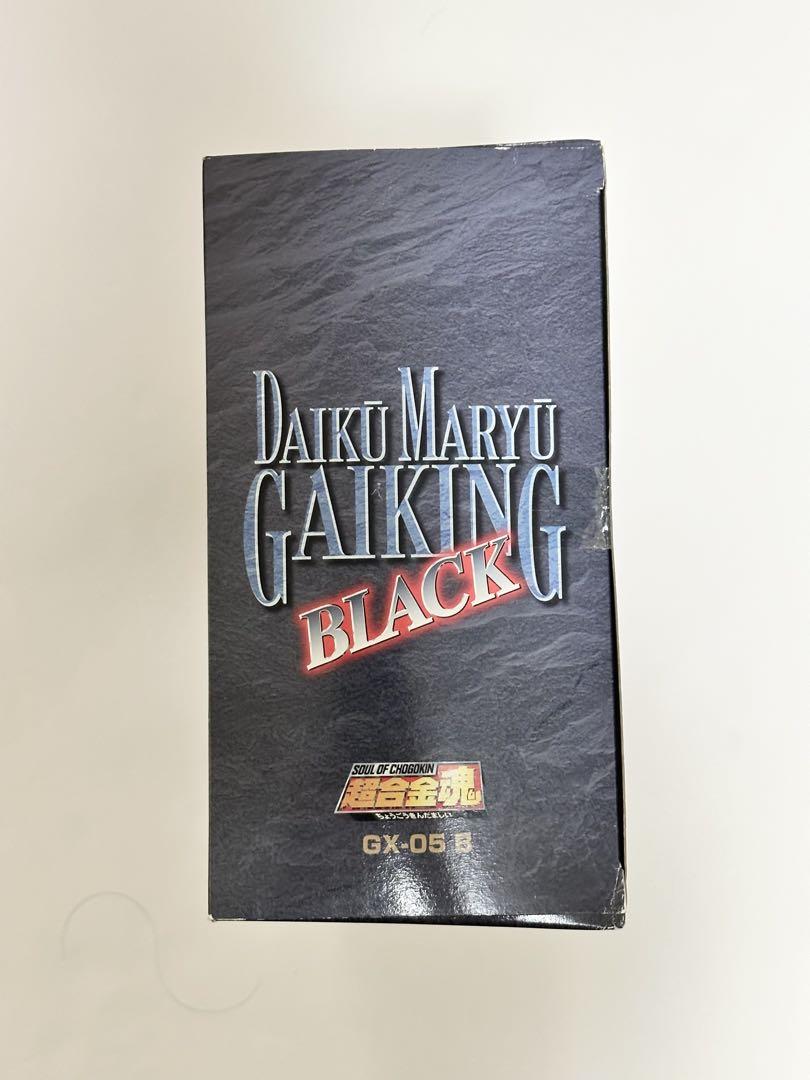 DAIKŪ MARYŪ
GAIKING
BLACK
SOUL OF CHOGOKIN
超合金魂
ちょうごうきんだましい
GX-05 B